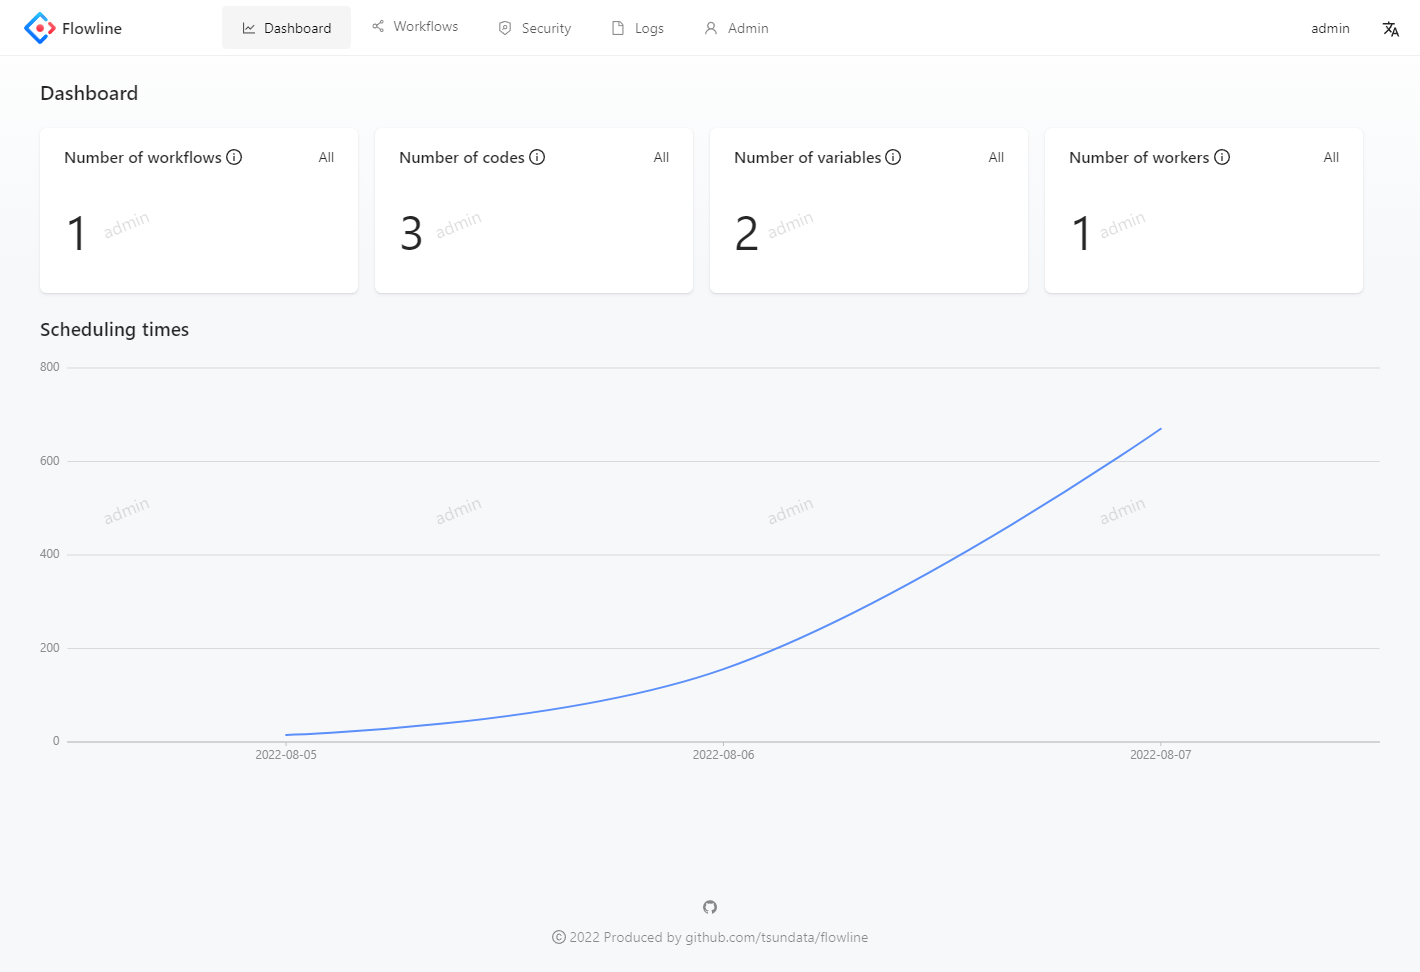 Flowline Dashboard Workflows Security Logs Admin admin
Dashboard
Number of workflows All
1 admin
Number of codes All
3 admin
Number of variables All
2 admin
Number of workers All
1 admin
Scheduling times
800
600
admin admin admin admin
400
200
0
2022-08-05 2022-08-06 2022-08-07
© 2022 Produced by github.com/tsundata/flowline